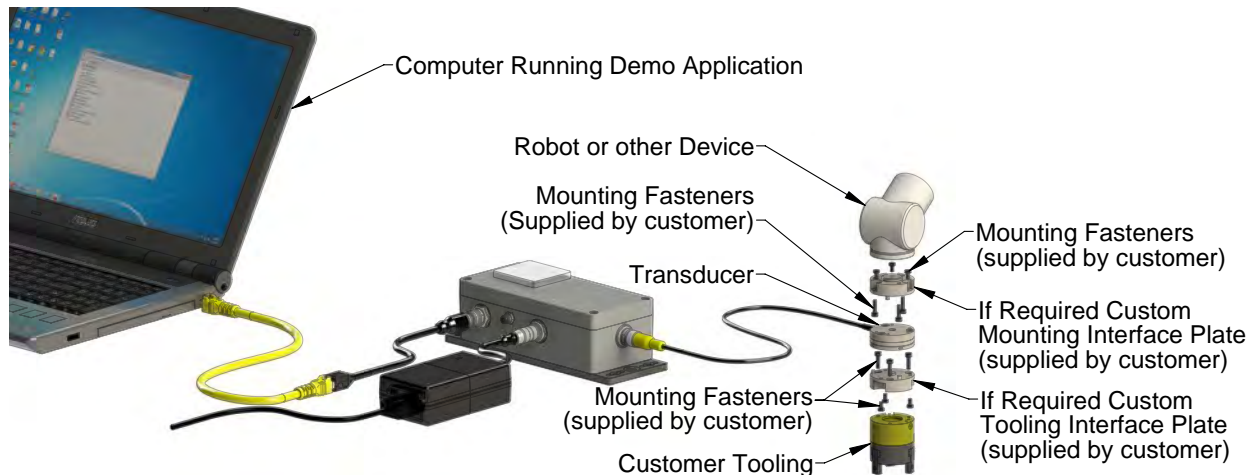 Computer Running Demo Application
Robot or other Device
Mounting Fasteners
(Supplied by customer)
Mounting Fasteners
(supplied by customer)
Transducer
If Required Custom
Mounting Interface Plate
(supplied by customer)
Mounting Fasteners
(supplied by customer)
If Required Custom
Tooling Interface Plate
(supplied by customer)
Customer Tooling